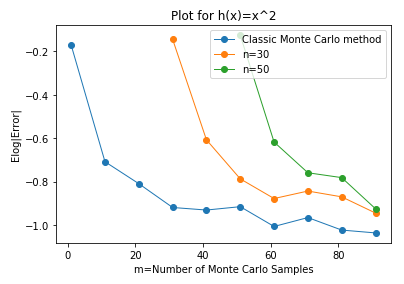 Plot for h(x)=x^2
Classic Monte Carlo method
n=30
n=50
Elog|Error|
−0.2
−0.4
−0.6
−0.8
−1.0
0 20 40 60 80
m=Number of Monte Carlo Samples